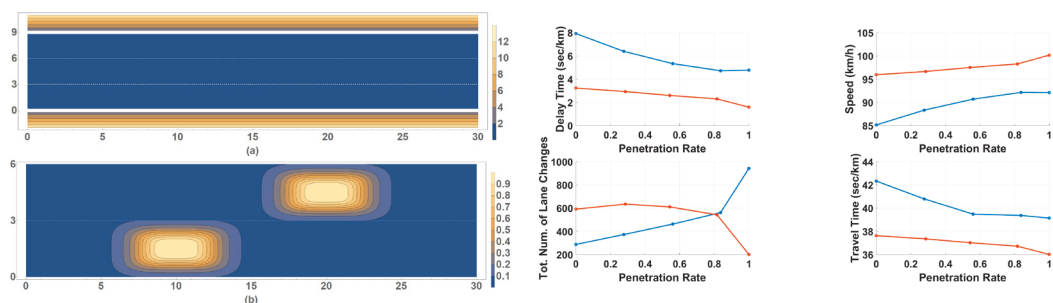 9
6
3
0
0 5 10 15 20 25 30
(a)
12
10
8
6
4
2
6
3
0
0 5 10 15 20 25 30
(b)
0.9
0.8
0.7
0.6
0.5
0.4
0.3
0.2
0.1
Delay Time (sec/km)
8
6
4
2
0
0 0.2 0.4 0.6 0.8 1
Penetration Rate
Speed (km/h)
105
100
95
90
85
0 0.2 0.4 0.6 0.8 1
Penetration Rate
Tot. Num. of Lane Changes
1000
800
600
400
200
0 0.2 0.4 0.6 0.8 1
Penetration Rate
Travel Time (sec/km)
44
42
40
38
36
0 0.2 0.4 0.6 0.8 1
Penetration Rate